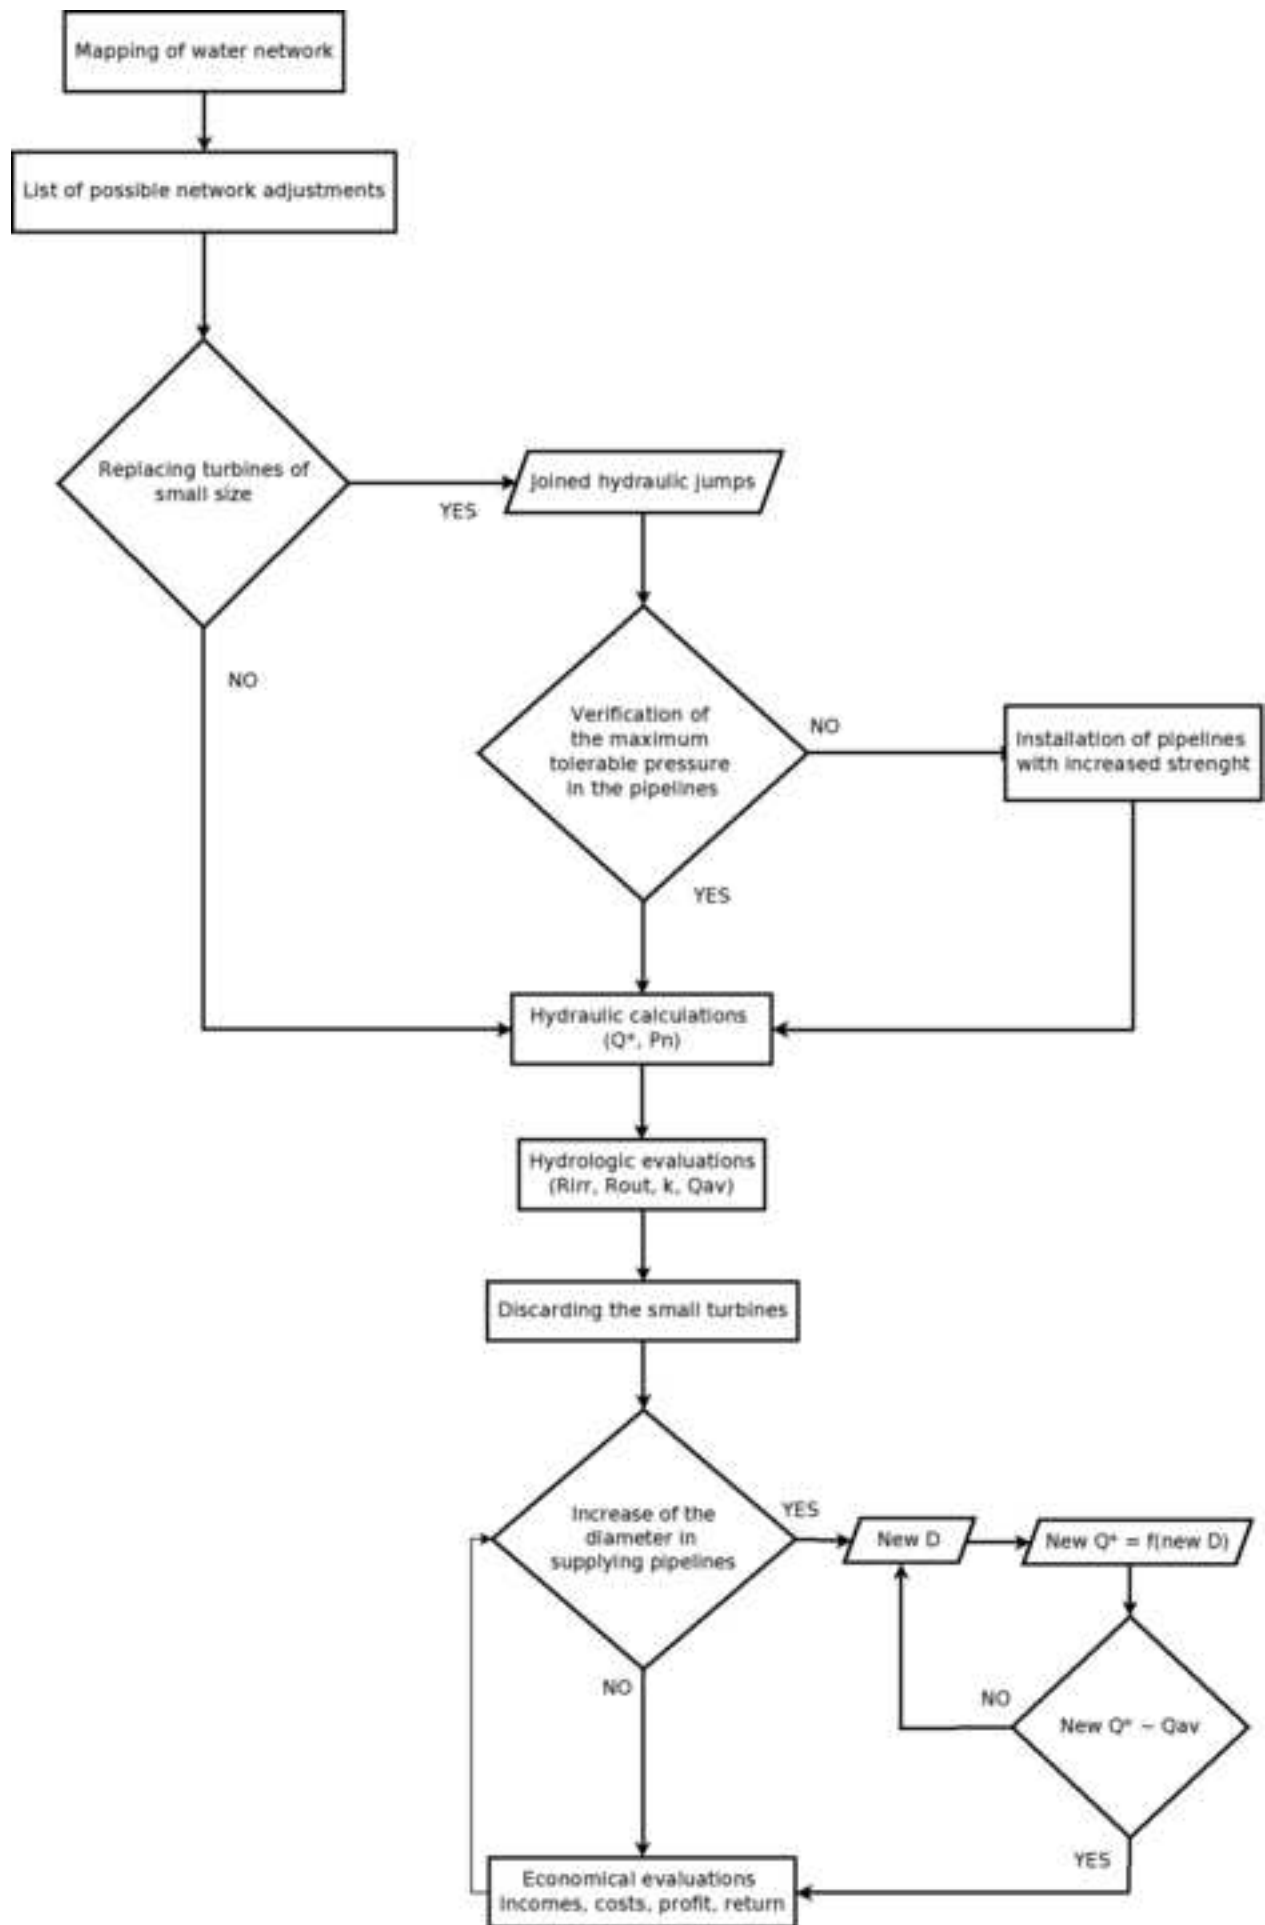 Mapping of water network
List of possible network adjustments
Replacing turbines of
small size
YES
Joined hydraulic jumps
NO
Verification of
the maximum
tolerable pressure
in the pipelines
NO
Installation of pipelines
with increased strenght
YES
Hydraulic calculations
(Q*, Pn)
Hydrologic evaluations
(Rirr, Rout, k, Qav)
Discarding the small turbines
Increase of the
diameter in
supplying pipelines
YES
New D
New Q* = f(new D)
NO
NO
New Q* ~ Qav
YES
Economical evaluations
Incomes, costs, profit, return